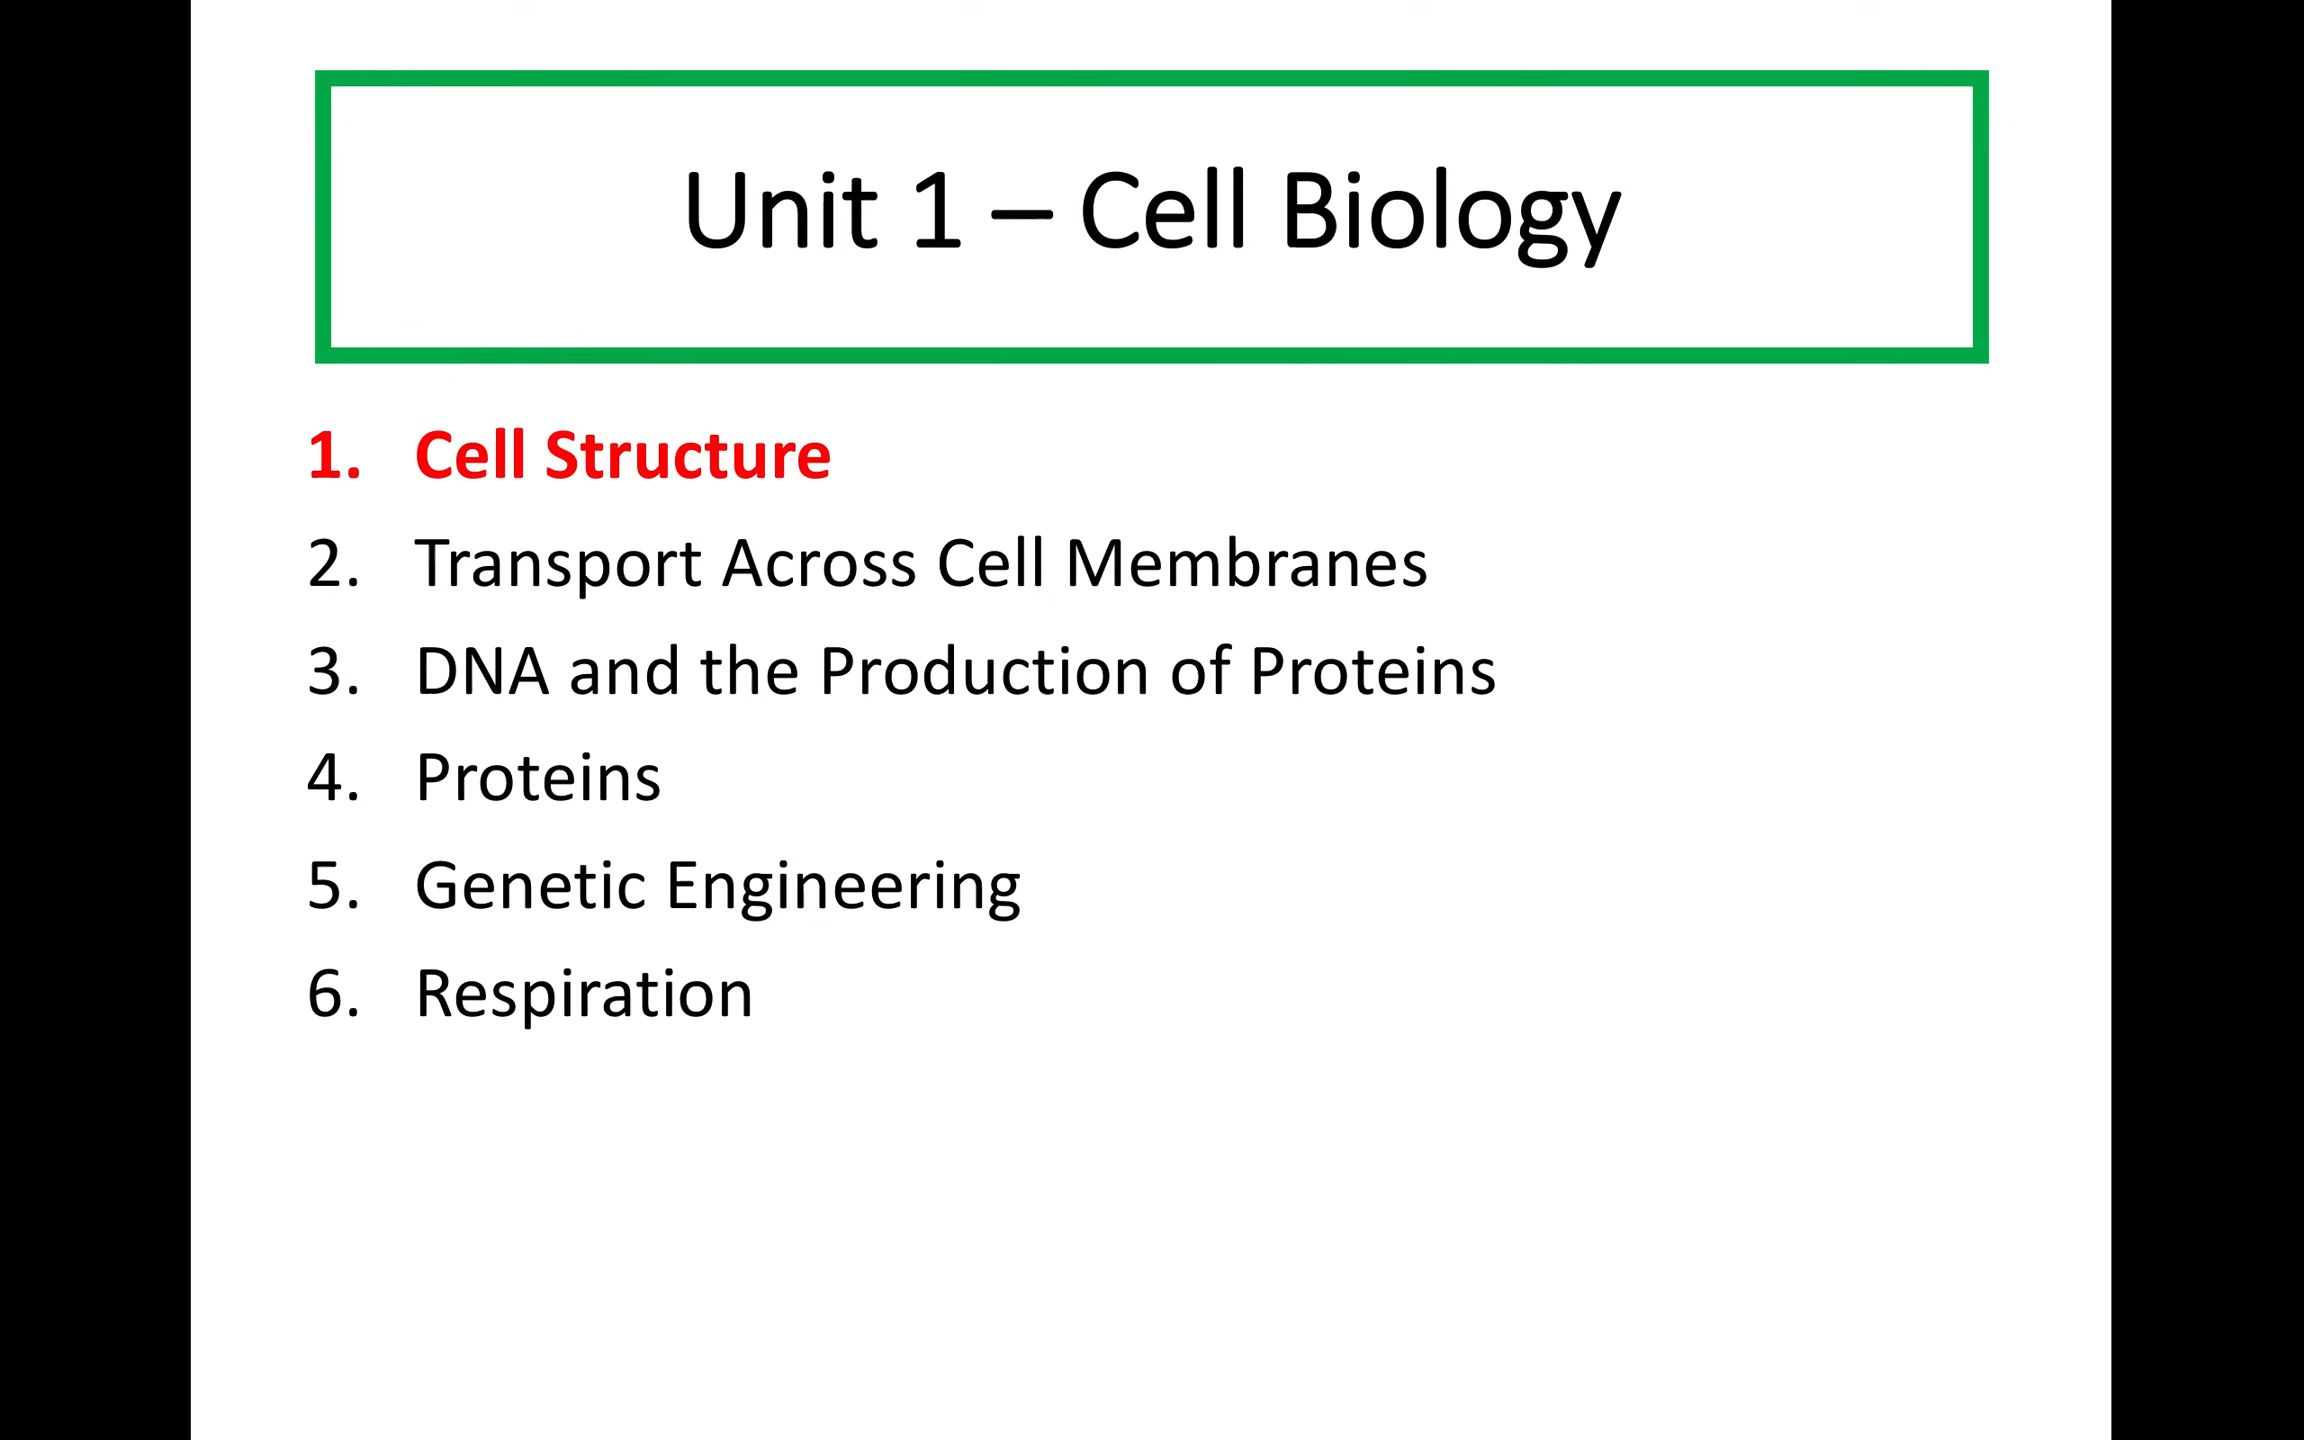 Unit 1 – Cell Biology
1. Cell Structure
2. Transport Across Cell Membranes
3. DNA and the Production of Proteins
4. Proteins
5. Genetic Engineering
6. Respiration